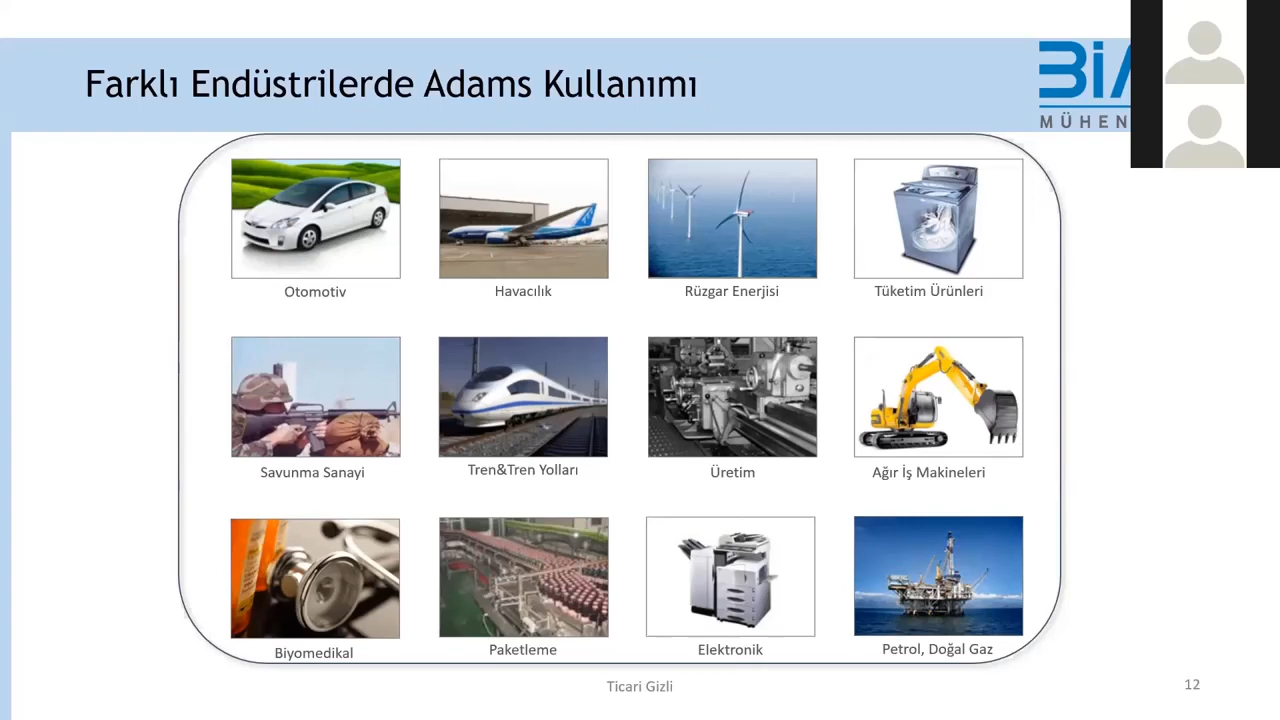 Farklı Endüstrilerde Adams Kullanımı
MÜHEN
Otomotiv
Havacılık
Rüzgar Enerjisi
Tüketim Ürünleri
Savunma Sanayi
Tren&Tren Yolları
Üretim
Ağır İş Makineleri
Biyomedikal
Paketleme
Elektronik
Petrol, Doğal Gaz
Ticari Gizli
12